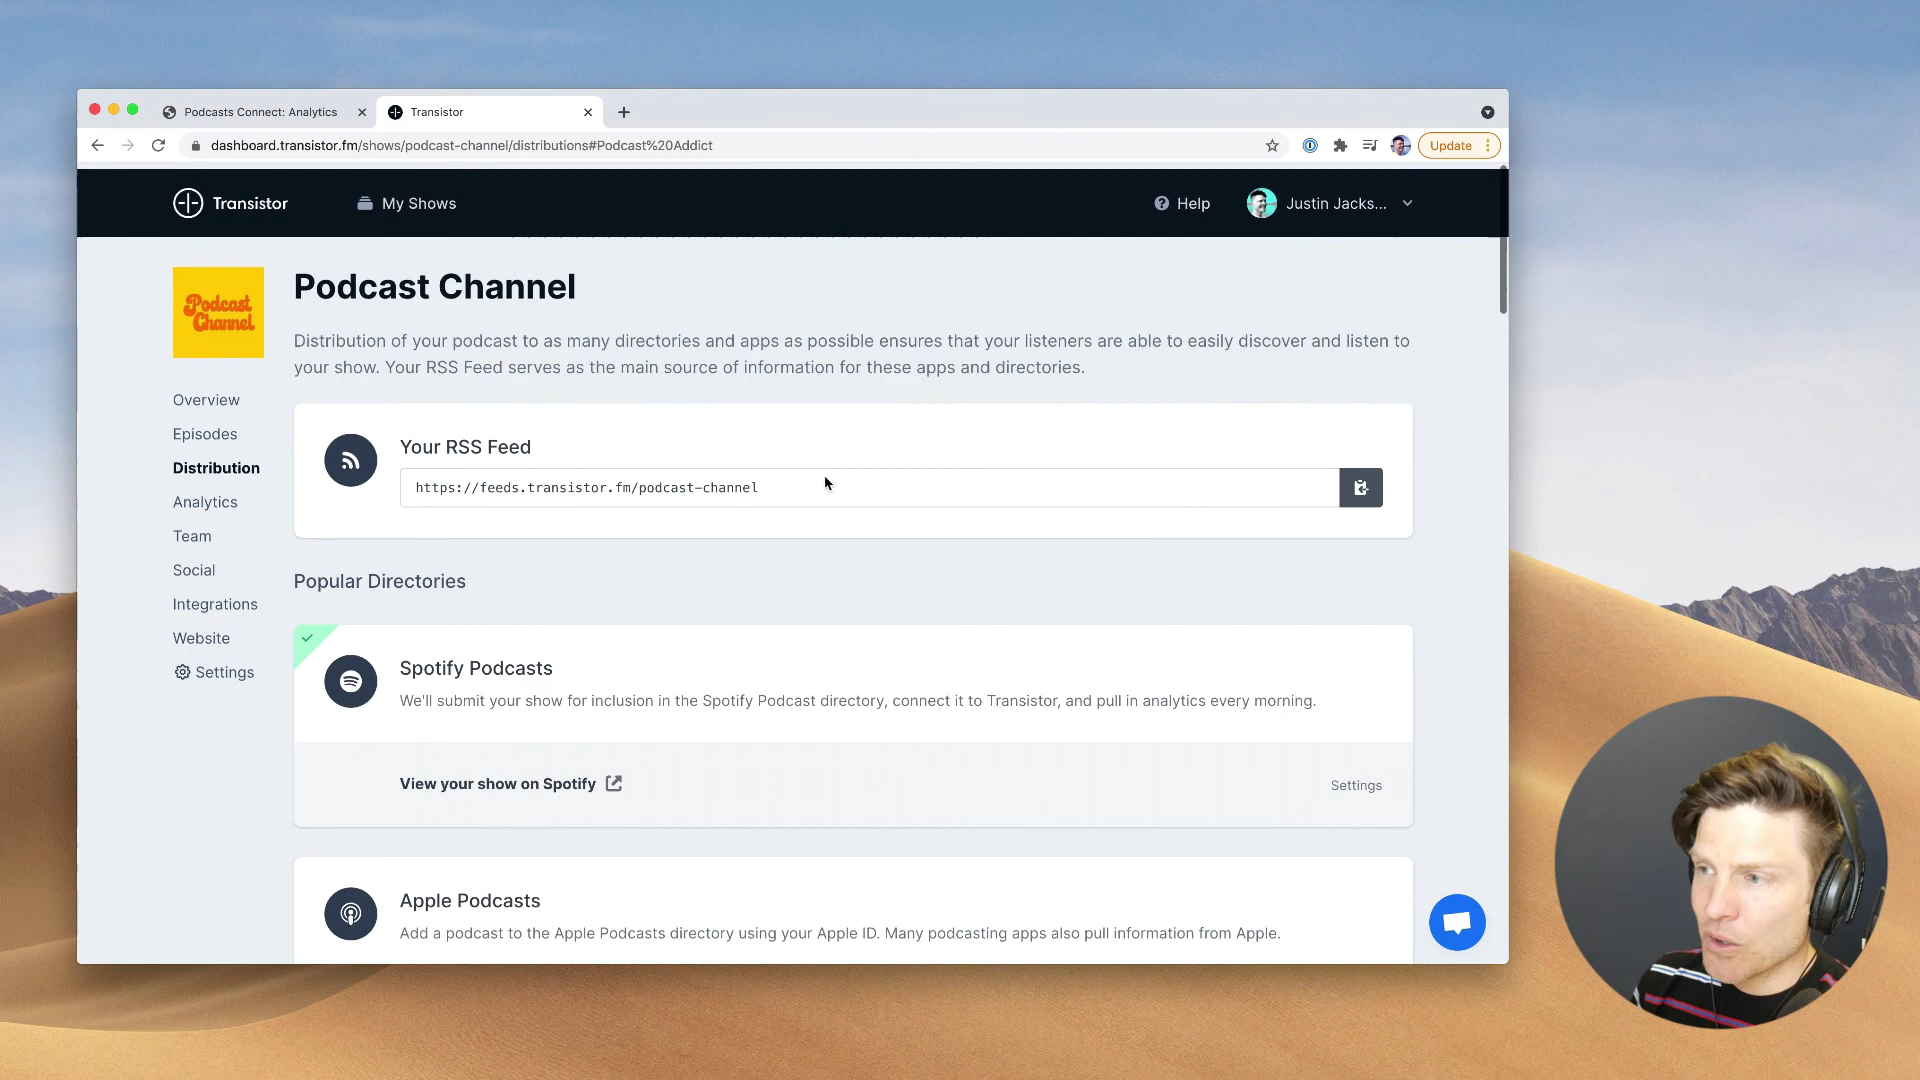 Podcasts Connect: Analytics
Transistor
dashboard.transistor.fm/shows/podcast-channel/distributions#Podcast%20Addict
Update
Transistor
My Shows
Help
Justin Jacks...
Podcast Channel
Podcast Channel
Distribution of your podcast to as many directories and apps as possible ensures that your listeners are able to easily discover and listen to
your show. Your RSS Feed serves as the main source of information for these apps and directories.
Overview
Episodes
Distribution
Analytics
Team
Social
Integrations
Website
Settings
Your RSS Feed
https://feeds.transistor.fm/podcast-channel
Popular Directories
Spotify Podcasts
We'll submit your show for inclusion in the Spotify Podcast directory, connect it to Transistor, and pull in analytics every morning.
View your show on Spotify
Settings
Apple Podcasts
Add a podcast to the Apple Podcasts directory using your Apple ID. Many podcasting apps also pull information from Apple.